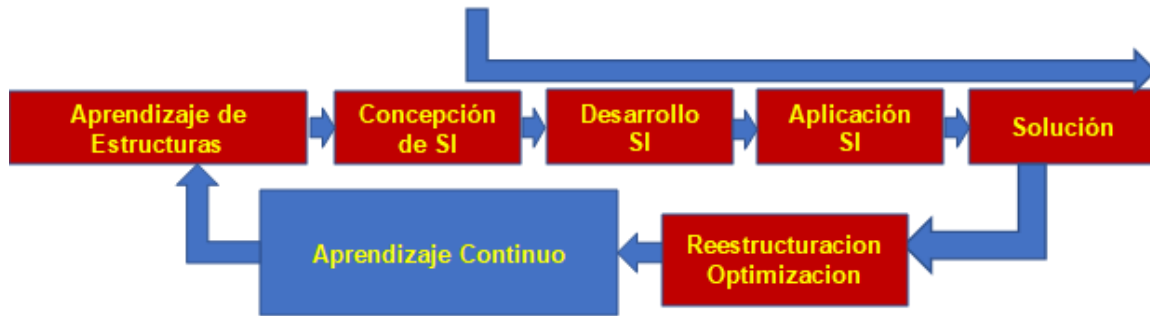 Aprendizaje de
Estructuras
Concepción
de SI
Desarrollo
SI
Aplicación
SI
Solución
Aprendizaje Continuo
Reestructuracion
Optimizacion